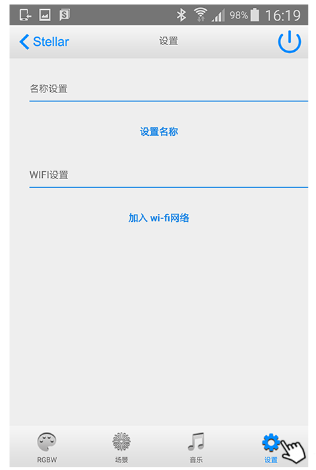 98% 16:19
Stellar 设置
名称设置
设置名称
WIFI设置
加入 wi-fi网络
RGBW 场景 音乐 设置